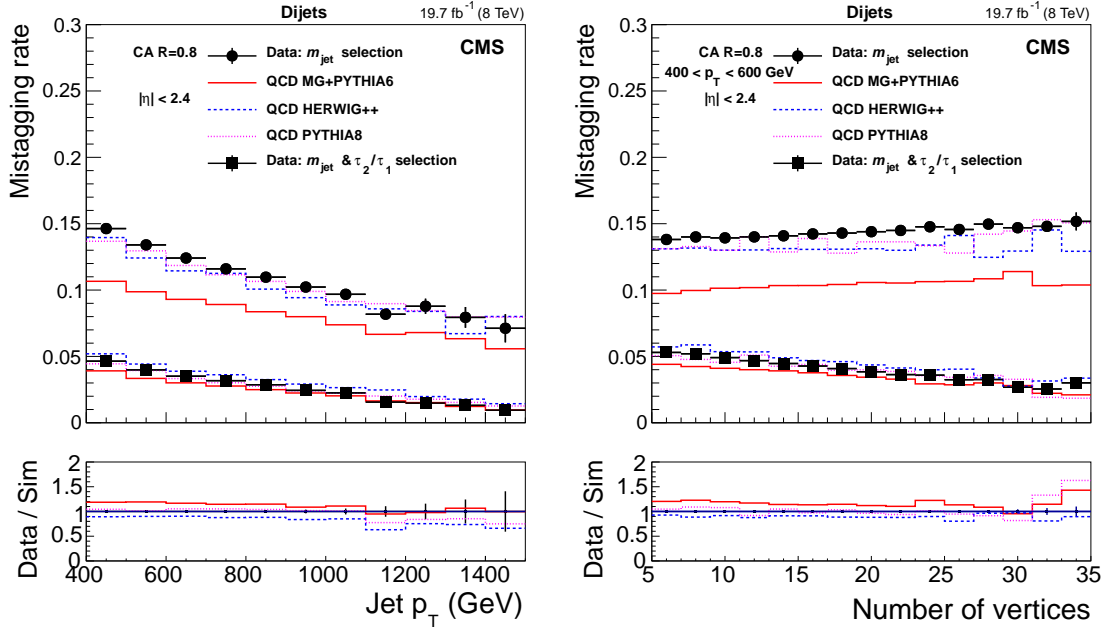 Dijets
19.7 fb⁻¹ (8 TeV)
Mistagging rate
0.3
0.25
0.2
0.15
0.1
0.05
0
CA R=0.8
|η| < 2.4
CMS
Data: m_jet selection
QCD MG+PYTHIA6
QCD HERWIG++
QCD PYTHIA8
Data: m_jet & τ₂/τ₁ selection
Data / Sim
2
1.5
1
0.5
0
400 600 800 1000 1200 1400
Jet p_T (GeV)
Dijets
19.7 fb⁻¹ (8 TeV)
Mistagging rate
0.3
0.25
0.2
0.15
0.1
0.05
0
CA R=0.8
400 < p_T < 600 GeV
|η| < 2.4
CMS
Data: m_jet selection
QCD MG+PYTHIA6
QCD HERWIG++
QCD PYTHIA8
Data: m_jet & τ₂/τ₁ selection
Data / Sim
2
1.5
1
0.5
0
5 10 15 20 25 30 35
Number of vertices